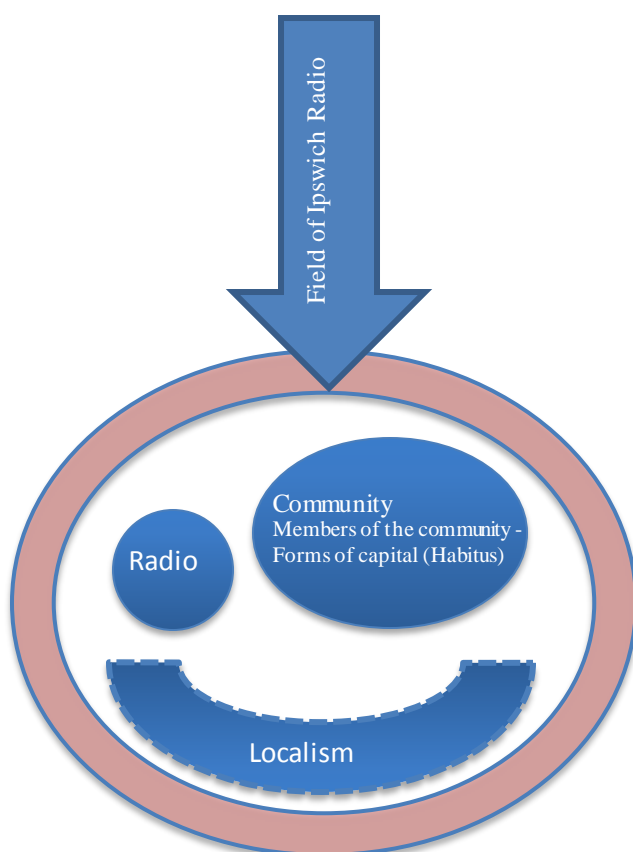 Field of Ipswich Radio
Community
Members of the community -
Forms of capital (Habitus)
Radio
Localism